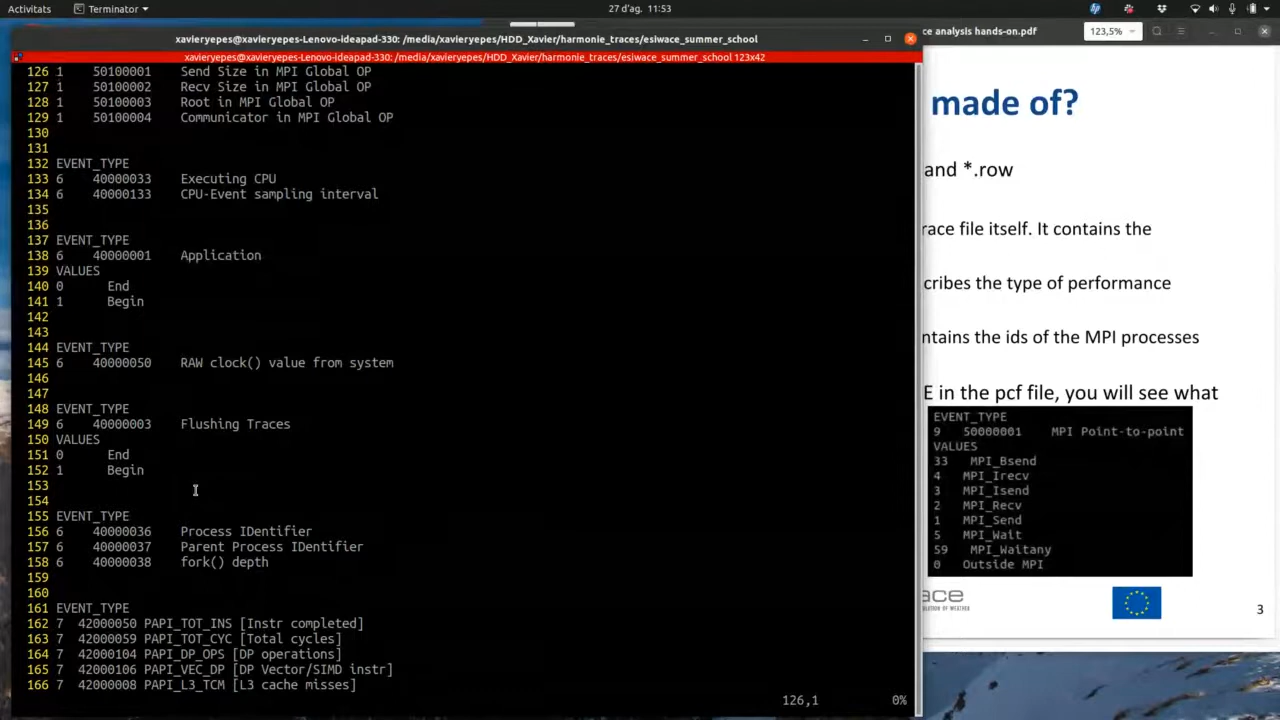 Activitats
Terminator
27 d'ag. 11:53
xavieryepes@xavieryepes-Lenovo-ideapad-330: /media/xavieryepes/HDD_Xavier/harmonie_traces/esiwace_summer_school
ce analysis hands-on.pdf
123,5%
xavieryepes@xavieryepes-Lenovo-ideapad-330: /media/xavieryepes/HDD_Xavier/harmonie_traces/esiwace_summer_school 123x42
126 1 50100001 Send Size in MPI Global OP
127 1 50100002 Recv Size in MPI Global OP
128 1 50100003 Root in MPI Global OP
129 1 50100004 Communicator in MPI Global OP
130
131
132 EVENT_TYPE
133 6 40000033 Executing CPU
134 6 40000133 CPU-Event sampling interval
135
136
137 EVENT_TYPE
138 6 40000001 Application
139 VALUES
140 0 End
141 1 Begin
142
143
144 EVENT_TYPE
145 6 40000050 RAW clock() value from system
146
147
148 EVENT_TYPE
149 6 40000003 Flushing Traces
150 VALUES
151 0 End
152 1 Begin
153
154
155 EVENT_TYPE
156 6 40000036 Process IDentifier
157 6 40000037 Parent Process IDentifier
158 6 40000038 fork() depth
159
160
161 EVENT_TYPE
162 7 42000050 PAPI_TOT_INS [Instr completed]
163 7 42000059 PAPI_TOT_CYC [Total cycles]
164 7 42000104 PAPI_DP_OPS [DP operations]
165 7 42000106 PAPI_VEC_DP [DP Vector/SIMD instr]
166 7 42000008 PAPI_L3_TCM [L3 cache misses]
126,1 0%
made of?
and *.row
race file itself. It contains the
cribes the type of performance
ntains the ids of the MPI processes
E in the pcf file, you will see what
EVENT_TYPE
9 50000001 MPI Point-to-point
VALUES
33 MPI_Bsend
4 MPI_Irecv
3 MPI_Isend
2 MPI_Recv
1 MPI_Send
5 MPI_Wait
59 MPI_Waitany
0 Outside MPI
ace
3